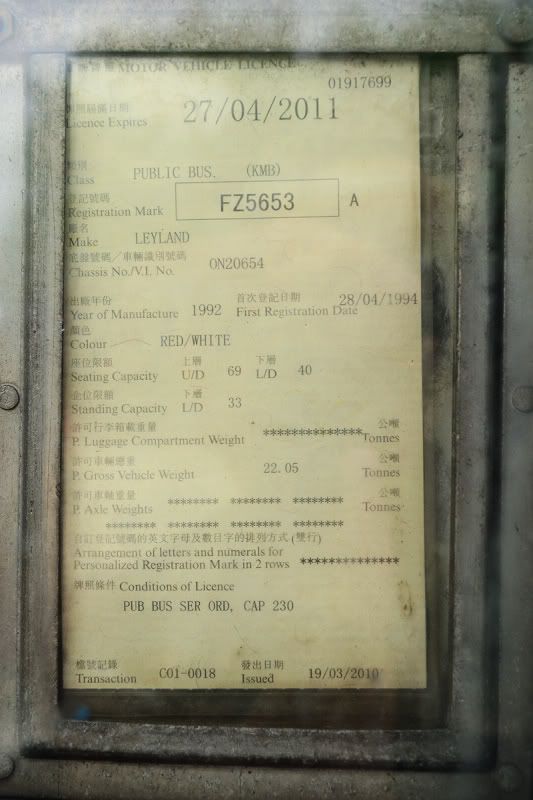 MOTOR VEHICLE LICENCE
01917699
牌照屆滿日期
Licence Expires 27/04/2011
類別
Class PUBLIC BUS. (KMB)
登記號碼
Registration Mark FZ5653 A
廠名
Make LEYLAND
底盤號碼／車輛識別號碼
Chassis No./V.I. No. ON20654
出廠年份 首次登記日期 28/04/1994
Year of Manufacture 1992 First Registration Date
顏色
Colour RED/WHITE
座位限額 上層 下層
Seating Capacity U/D 69 L/D 40
企位限額 下層
Standing Capacity L/D 33
許可行李箱載重量 公噸
P. Luggage Compartment Weight ************** Tonnes
許可車輛總重 公噸
P. Gross Vehicle Weight 22.05 Tonnes
許可車軸重量 公噸
P. Axle Weights ******** ******** ******** Tonnes
******** ******** ******** ********
自訂登記號碼的英文字母及數目字的排列方式 (雙行)
Arrangement of letters and numerals for
Personalized Registration Mark in 2 rows **************
牌照條件 Conditions of Licence
PUB BUS SER ORD, CAP 230
檔號記錄 發出日期
Transaction C01-0018 Issued 19/03/2010